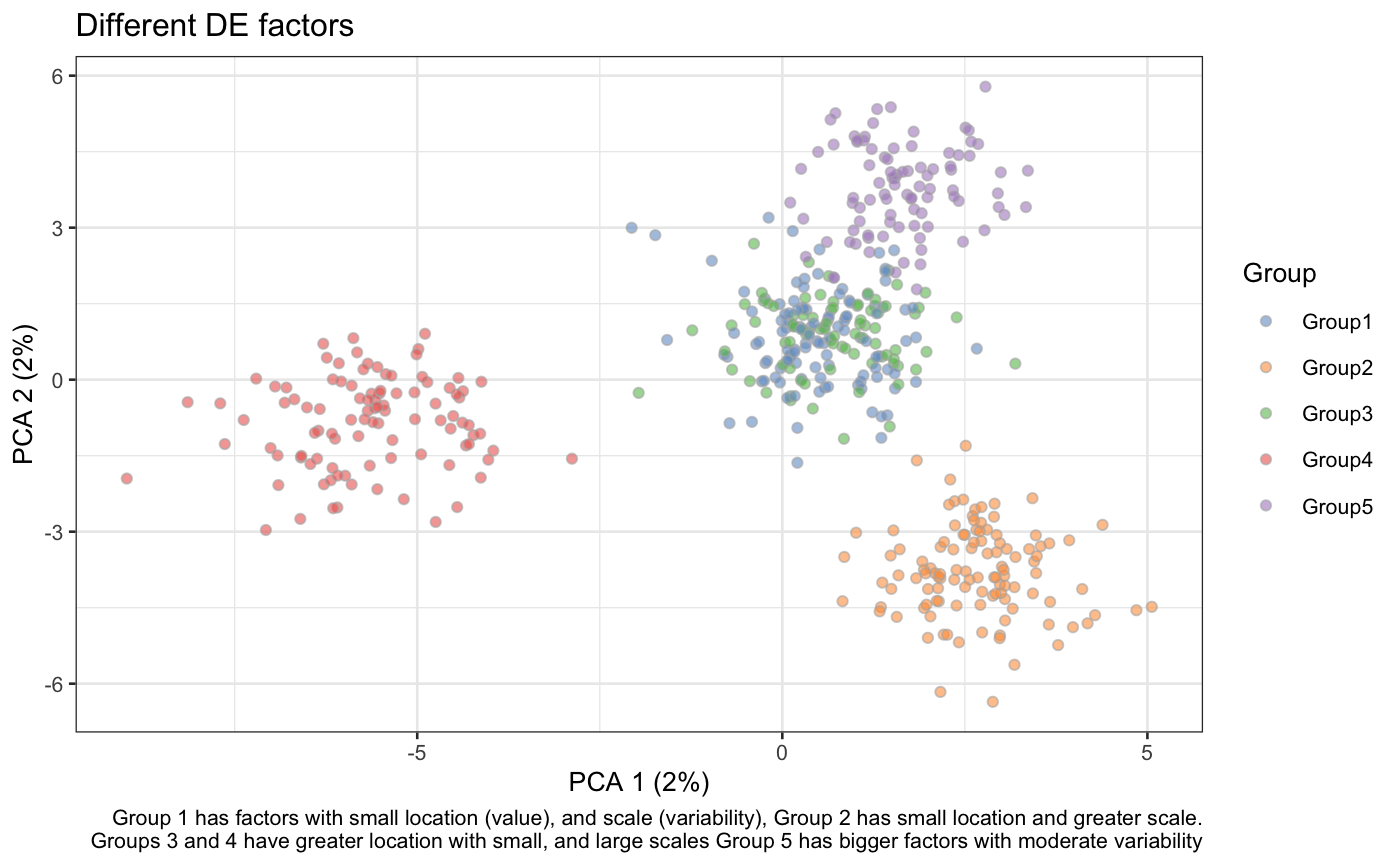 Different DE factors
6
3
0
-3
-6
PCA 2 (2%)
-5
0
5
PCA 1 (2%)
Group
Group1
Group2
Group3
Group4
Group5
Group 1 has factors with small location (value), and scale (variability), Group 2 has small location and greater scale.
Groups 3 and 4 have greater location with small, and large scales Group 5 has bigger factors with moderate variability